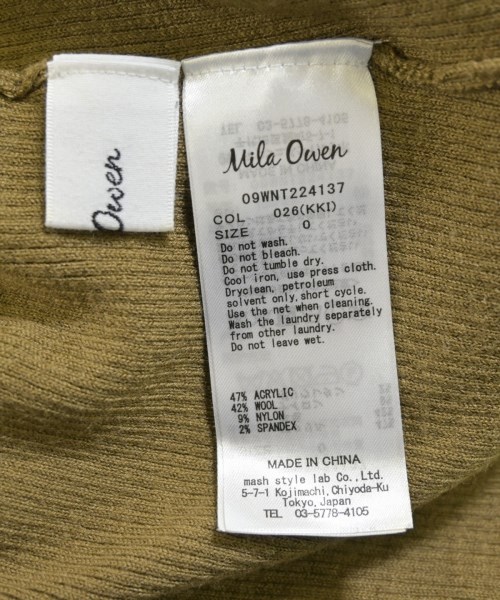 Owen
Mila Owen
09WNT224137
COL 026(KKI)
SIZE 0
Do not wash.
Do not bleach.
Do not tumble dry.
Cool iron, use press cloth.
Dryclean, petroleum
solvent only, short cycle.
Use the net when cleaning.
Wash the laundry separately
from other laundry.
Do not leave wet.
47% ACRYLIC
42% WOOL
9% NYLON
2% SPANDEX
MADE IN CHINA
mash style lab Co., Ltd.
5-7-1 Kojimachi, Chiyoda-Ku
Tokyo, Japan
TEL 03-5778-4105